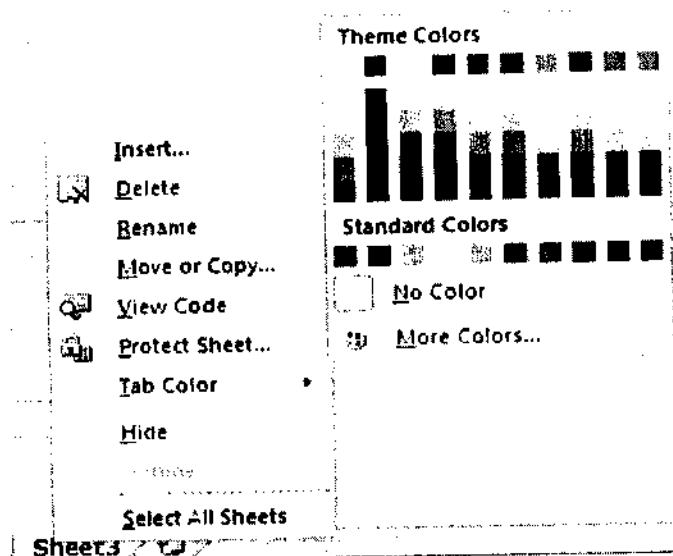 Theme Colors
Insert...
Delete
Rename
Standard Colors
Move or Copy...
No Color
View Code
More Colors...
Protect Sheet...
Tab Color
Hide
Select All Sheets
Sheet3